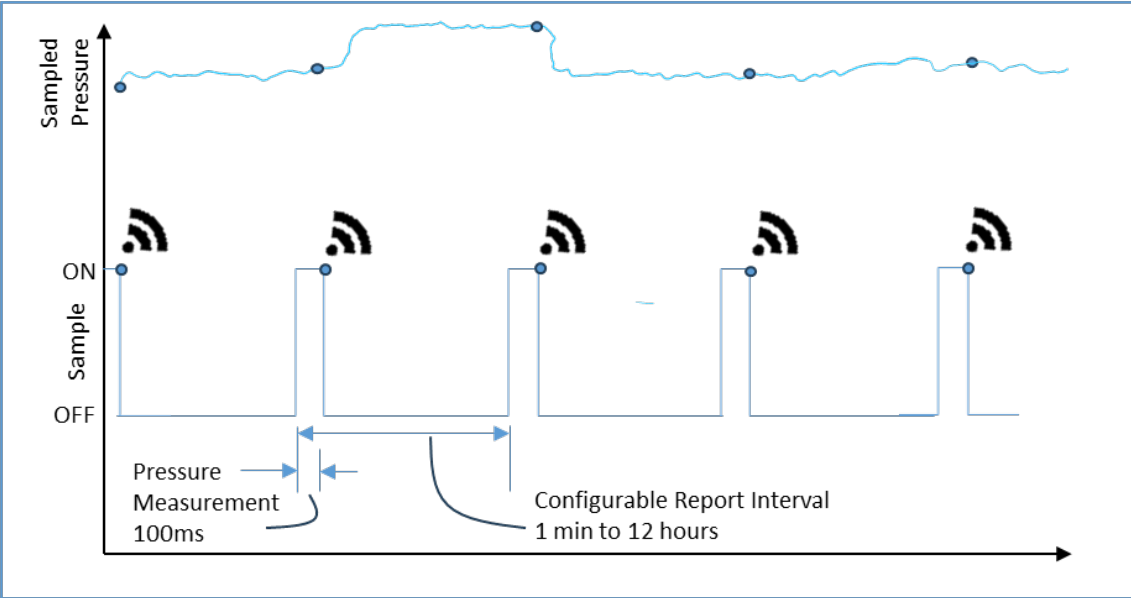 Sampled
Pressure
ON
Sample
OFF
Pressure
Measurement
100ms
Configurable Report Interval
1 min to 12 hours